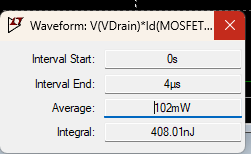 Waveform: V(VDrain)*Id(MOSFET...
Interval Start: 0s
Interval End: 4µs
Average: 102mW
Integral: 408.01nJ